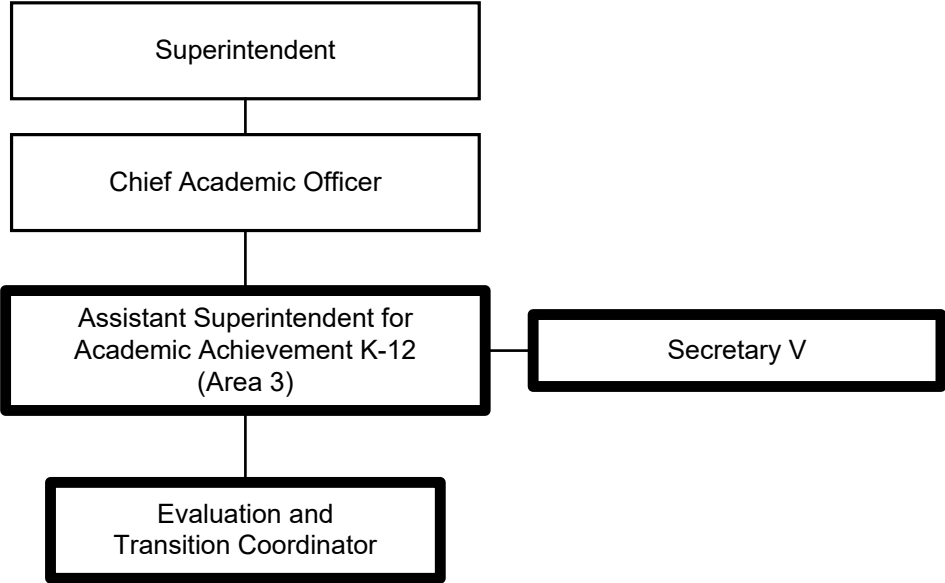 Superintendent
Chief Academic Officer
Assistant Superintendent for
Academic Achievement K-12
(Area 3)
Secretary V
Evaluation and
Transition Coordinator